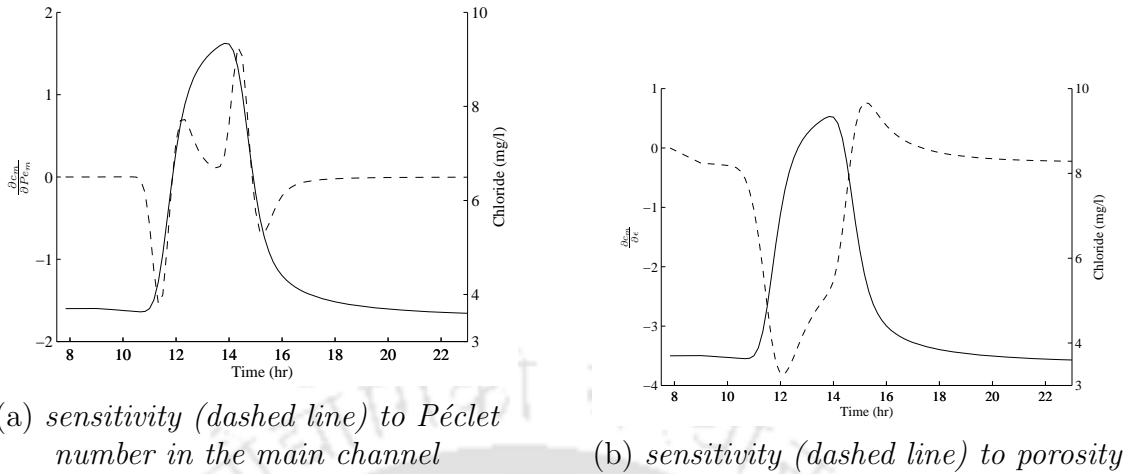 2
1
0
−1
−2
10
8
6
4
3
∂c_m
∂Pe_m
Chloride (mg/l)
8 10 12 14 16 18 20 22
Time (hr)
1
0
−1
−2
−3
−4
10
8
6
4
3
∂c_m
∂ϵ
Chloride (mg/l)
8 10 12 14 16 18 20 22
Time (hr)
a) sensitivity (dashed line) to Péclet
number in the main channel
(b) sensitivity (dashed line) to porosity